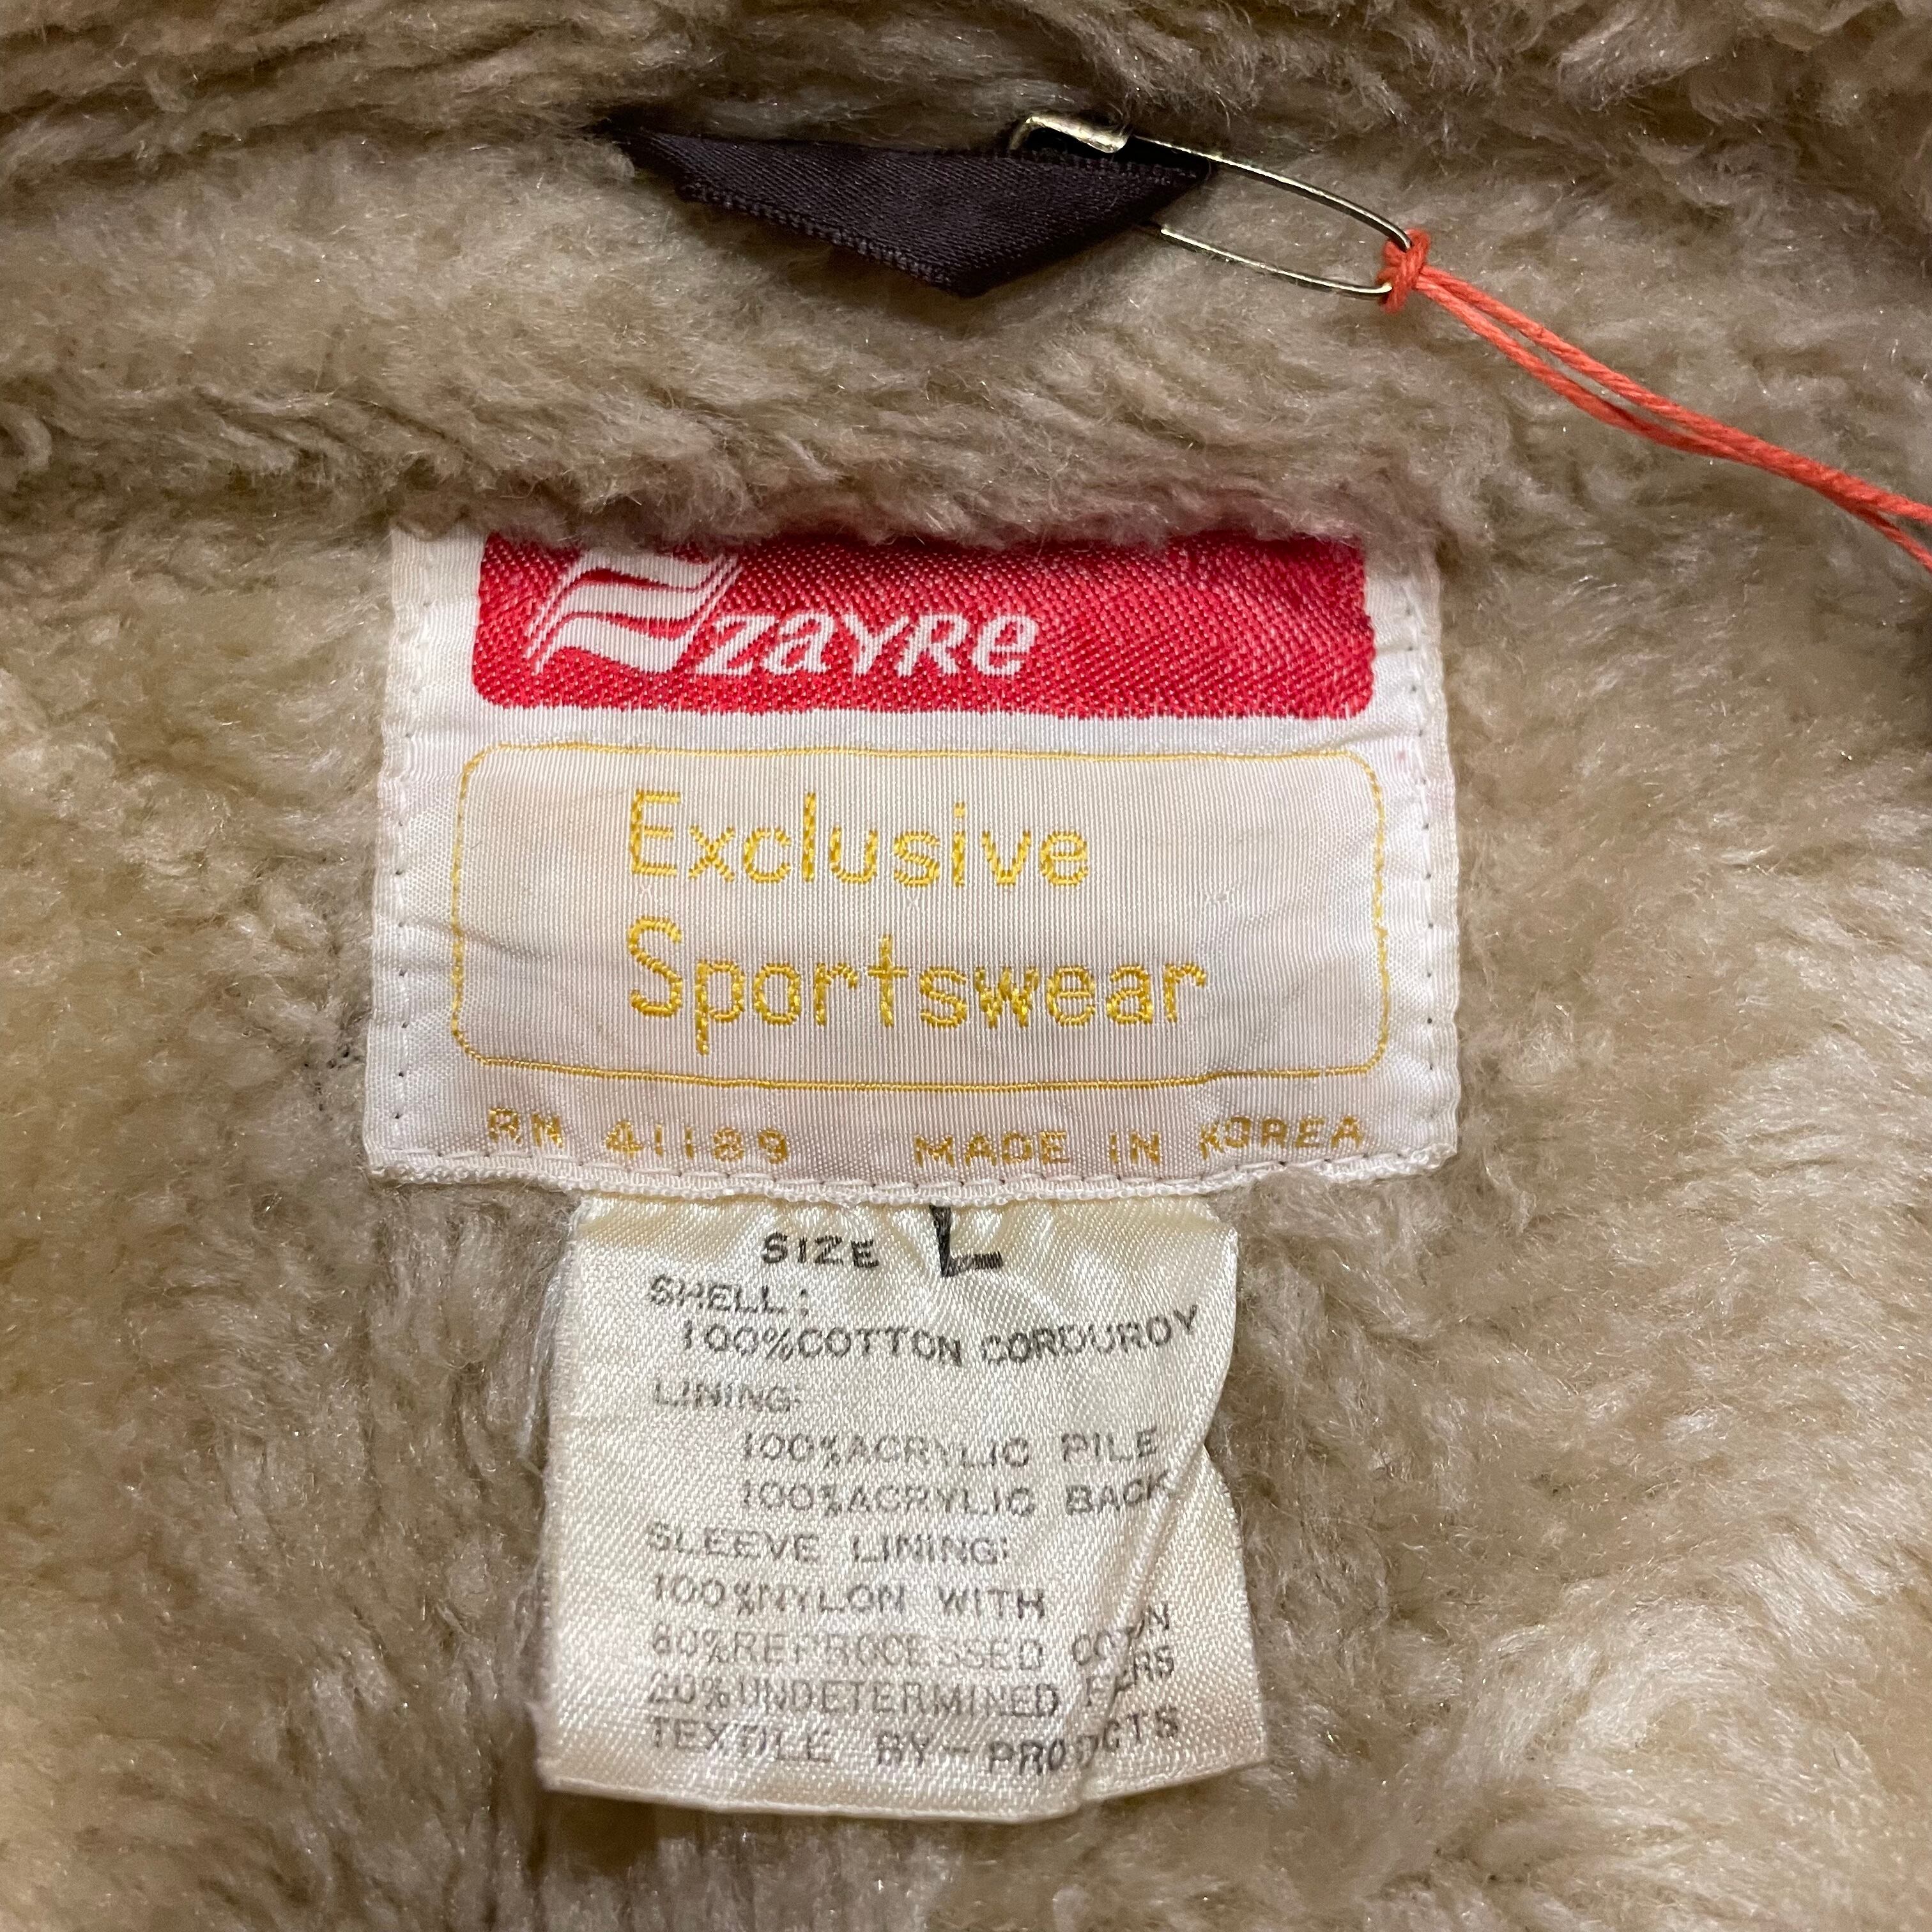 zayre
Exclusive
Sportswear
RN 41189 MADE IN KOREA
SIZE L
SHELL:
100%COTTON CORDUROY
LINING:
100%ACRYLIC PILE
100%ACRYLIC BACK
SLEEVE LINING:
100%NYLON WITH
80%REPROCESSED COTTON
20%UNDETERMINED FIBERS
TEXTILE BY-PRODUCTS